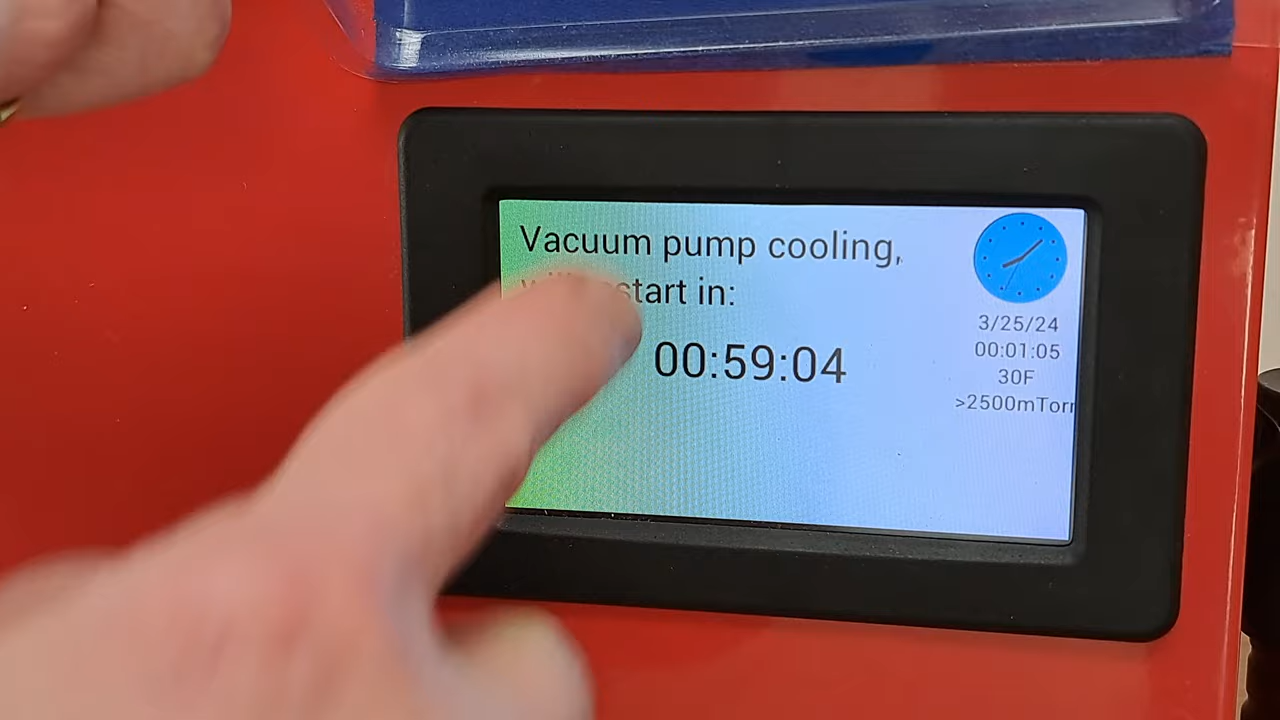 Vacuum pump cooling,
start in:
00:59:04
3/25/24
00:01:05
30F
>2500mTorr